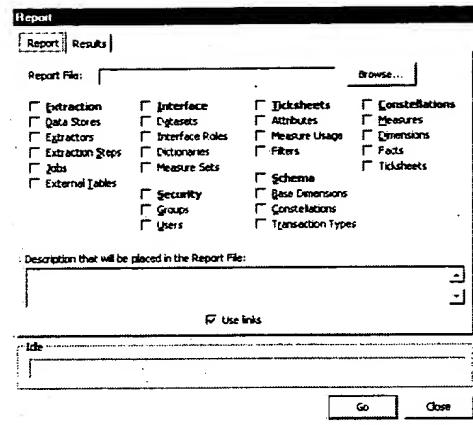 Report
Report Results
Report File: Browse...
Extraction Interface Ticksheets Constellations
Data Stores Datasets Attributes Measures
Extractors Interface Roles Measure Usage Dimensions
Extraction Steps Dictionaries Filters Facts
Jobs Measure Sets Schema Ticksheets
External Tables Security Base Dimensions
Groups Constellations
Users Transaction Types
Description that will be placed in the Report File:
Use links
Idle
Go Close